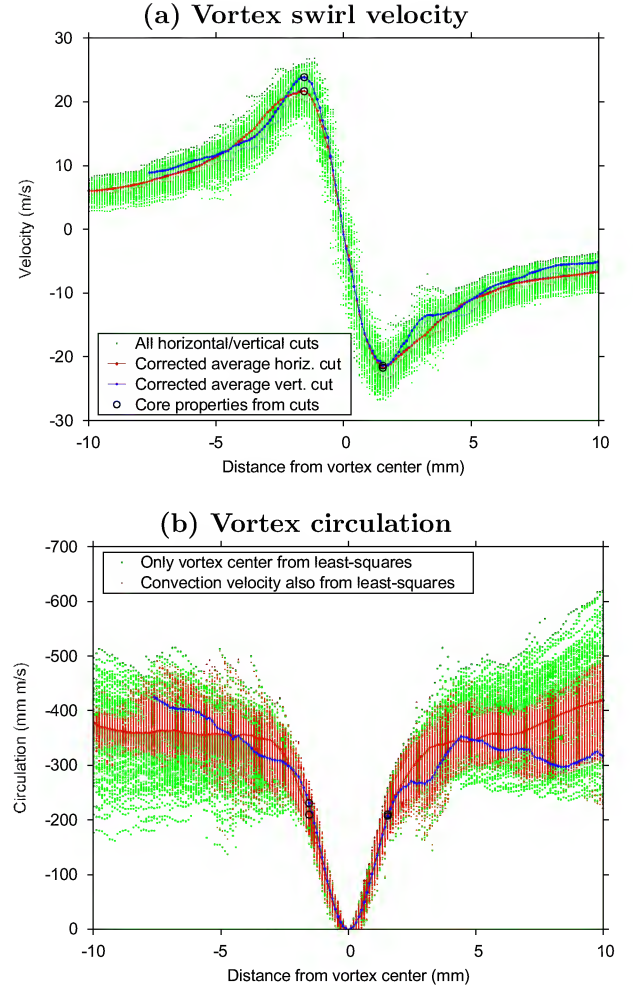 (a) Vortex swirl velocity
30
20
10
0
-10
-20
-30
Velocity (m/s)
All horizontal/vertical cuts
Corrected average horiz. cut
Corrected average vert. cut
Core properties from cuts
-10 -5 0 5 10
Distance from vortex center (mm)
(b) Vortex circulation
-700
-600
-500
-400
-300
-200
-100
0
Circulation (mm m/s)
Only vortex center from least-squares
Convection velocity also from least-squares
-10 -5 0 5 10
Distance from vortex center (mm)